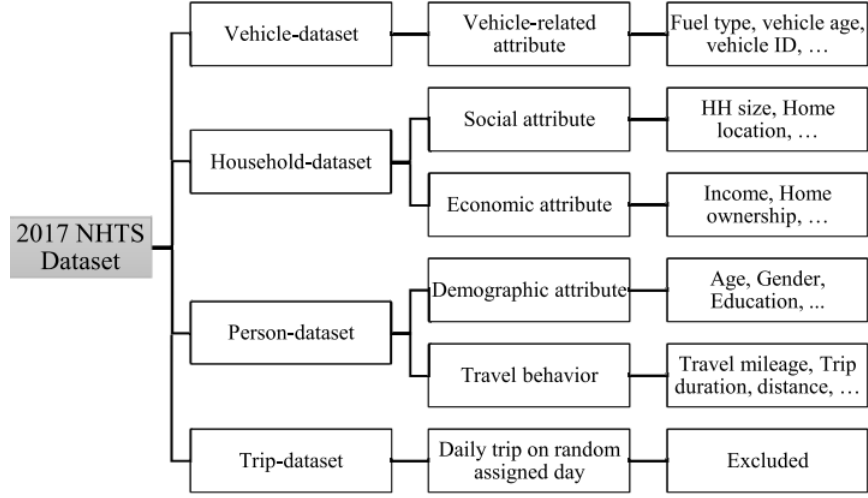 2017 NHTS
Dataset
Vehicle-dataset
Vehicle-related
attribute
Fuel type, vehicle age,
vehicle ID, …
Household-dataset
Social attribute
HH size, Home
location, …
Economic attribute
Income, Home
ownership, …
Person-dataset
Demographic attribute
Age, Gender,
Education, ...
Travel behavior
Travel mileage, Trip
duration, distance, …
Trip-dataset
Daily trip on random
assigned day
Excluded